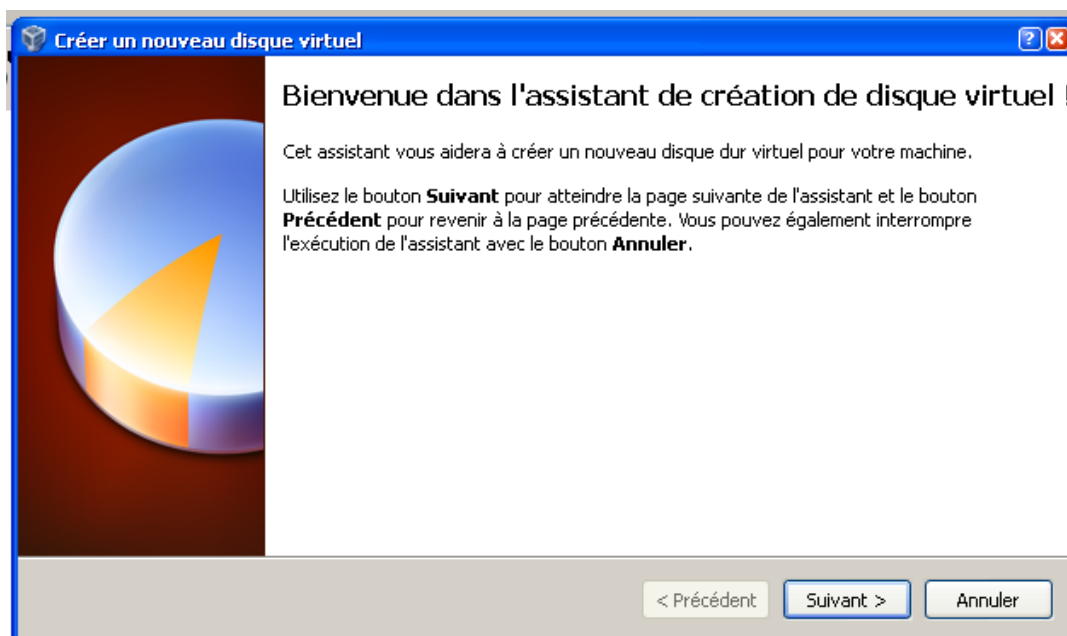 Créer un nouveau disque virtuel
Bienvenue dans l'assistant de création de disque virtuel !
Cet assistant vous aidera à créer un nouveau disque dur virtuel pour votre machine.
Utilisez le bouton Suivant pour atteindre la page suivante de l'assistant et le bouton
Précédent pour revenir à la page précédente. Vous pouvez également interrompre
l'exécution de l'assistant avec le bouton Annuler.
< Précédent Suivant > Annuler